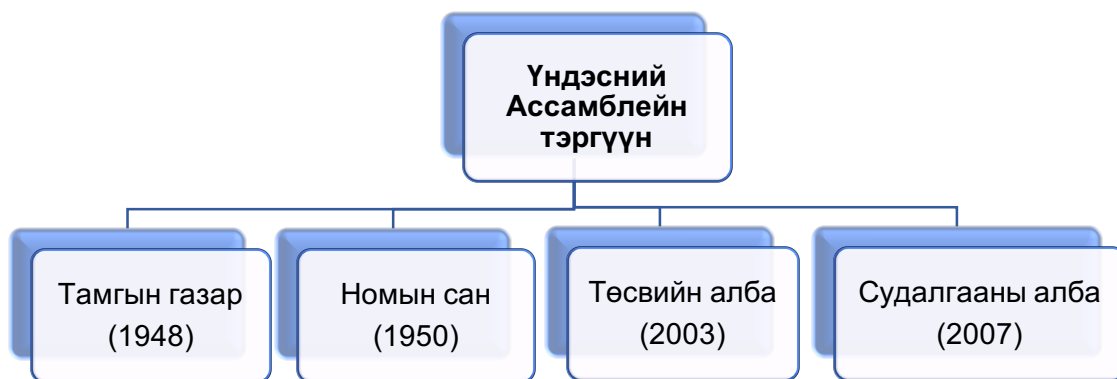 Үндэсний
Ассамблейн
тэргүүн
Тамгын газар
(1948)
Номын сан
(1950)
Төсвийн алба
(2003)
Судалгааны алба
(2007)